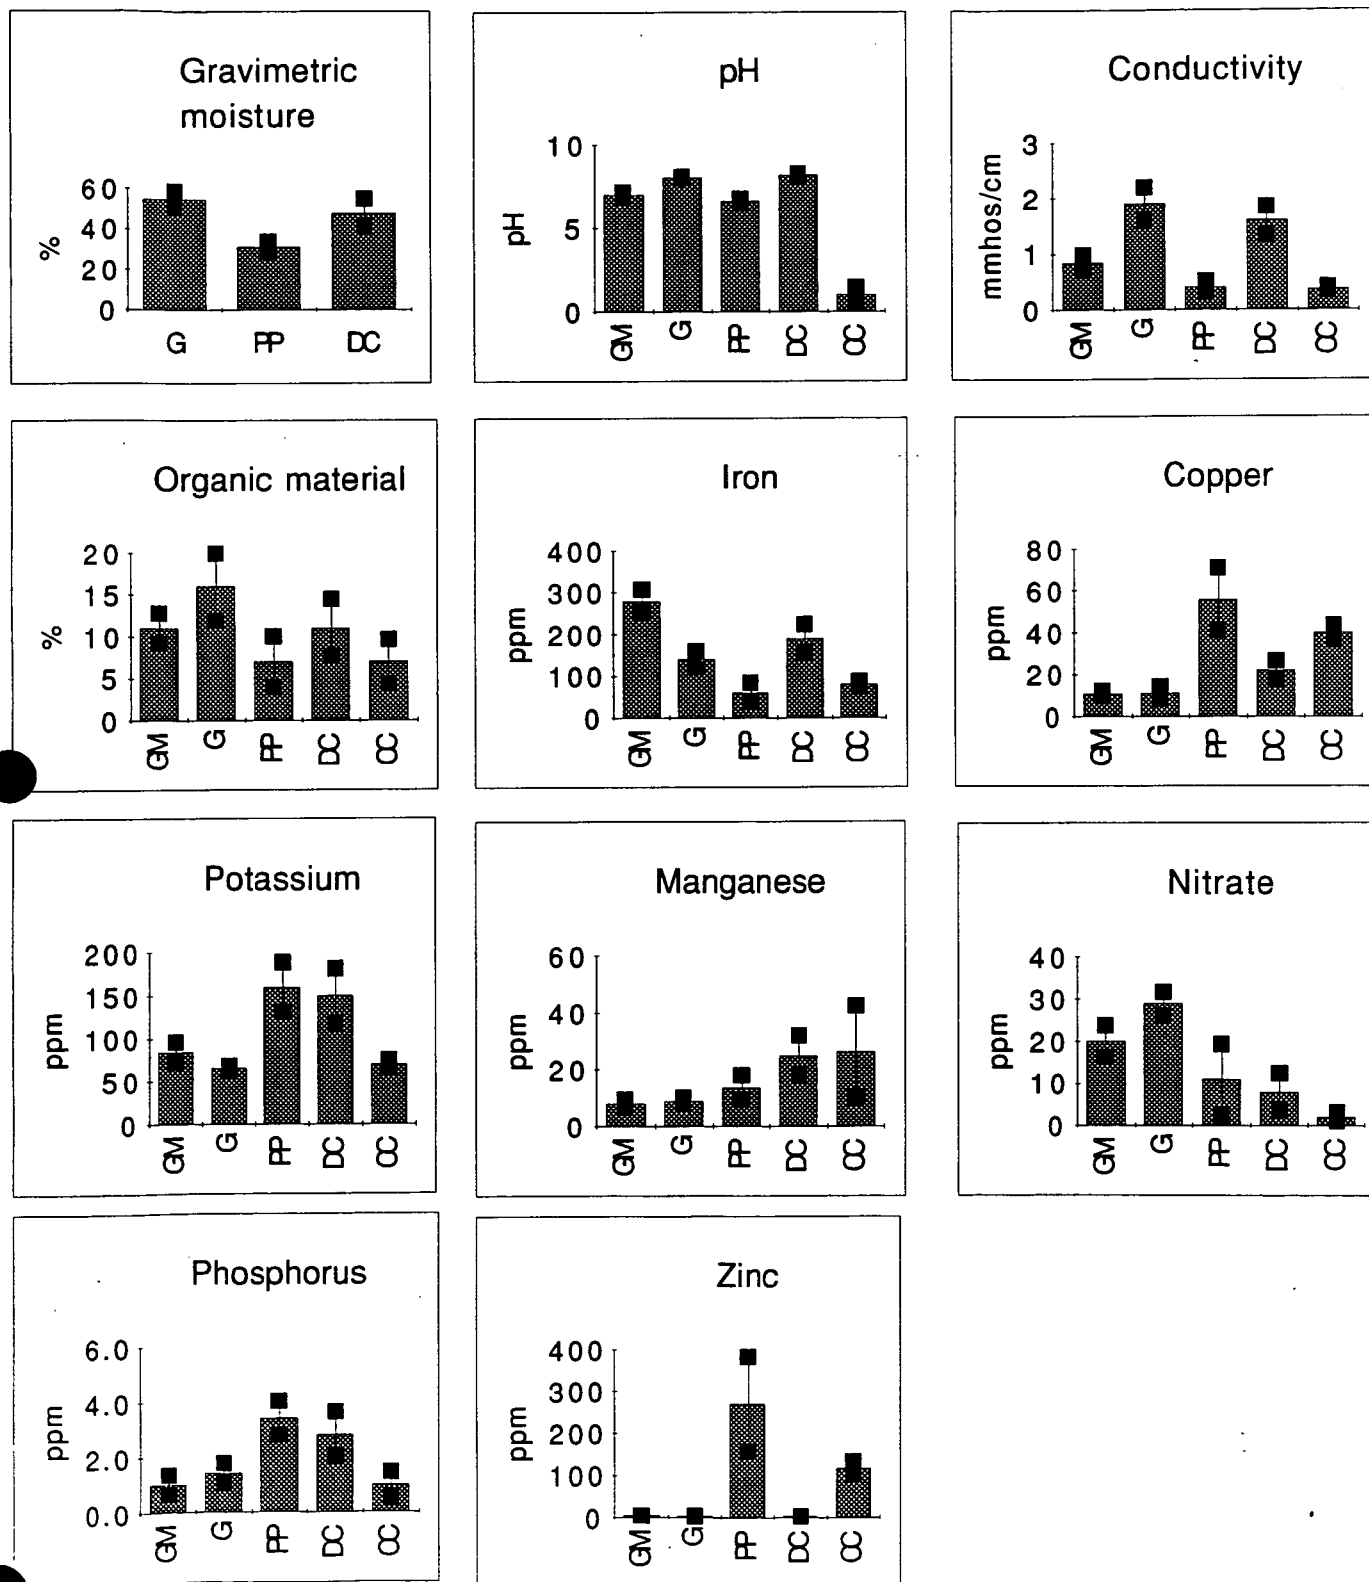 Gravimetric
moisture
%
60
40
20
0
G
PP
DC
pH
pH
10
5
0
GM
G
PP
DC
CC
Conductivity
mmhos/cm
3
2
1
0
GM
G
PP
DC
CC
Organic material
%
20
15
10
5
0
GM
G
PP
DC
CC
Iron
ppm
400
300
200
100
0
GM
G
PP
DC
CC
Copper
ppm
80
60
40
20
0
GM
G
PP
DC
CC
Potassium
ppm
200
150
100
50
0
GM
G
PP
DC
CC
Manganese
ppm
60
40
20
0
GM
G
PP
DC
CC
Nitrate
ppm
40
30
20
10
0
GM
G
PP
DC
CC
Phosphorus
ppm
6.0
4.0
2.0
0.0
GM
G
PP
DC
CC
Zinc
ppm
400
300
200
100
0
GM
G
PP
DC
CC